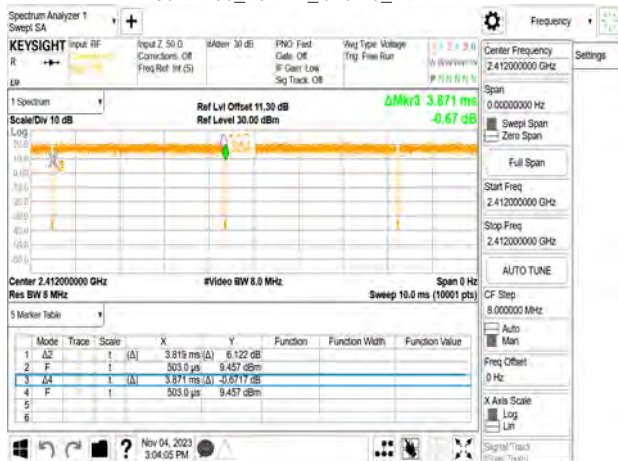 Spectrum Analyzer 1
Swept SA
Frequency
KEYSIGHT
Input: RF
Input Z: 50 Ω
#Atten: 30 dB
PNO: Fast
Avg Type: Voltage
R
Corrections: Off
Gate: Off
Trig: Free Run
Freq Ref: Int (S)
IF Gain: Low
Sig Track: Off
Center Frequency
2.412000000 GHz
Settings
Span
0.00000000 Hz
Swept Span
Zero Span
Full Span
Start Freq
2.412000000 GHz
Stop Freq
2.412000000 GHz
AUTO TUNE
CF Step
8.000000 MHz
Auto
Man
Freq Offset
0 Hz
X Axis Scale
Log
Lin
Signal Track
1 Spectrum
Scale/Div 10 dB
Ref Lvl Offset 11.30 dB
Ref Level 30.00 dBm
ΔMkr3 3.871 ms
-0.67 dB
Log
Center 2.412000000 GHz
Res BW 8 MHz
#Video BW 8.0 MHz
Span 0 Hz
Sweep 10.0 ms (10001 pts)
5 Marker Table
Mode Trace Scale X Y Function Function Width Function Value
1 Δ2 t (Δ) 3.819 ms (Δ) 6.122 dB
2 F t 503.0 μs 9.457 dBm
3 Δ4 t (Δ) 3.871 ms (Δ) -0.6717 dB
4 F t 503.0 μs 9.457 dBm
5
6
?
Nov 04, 2023
3:04:05 PM